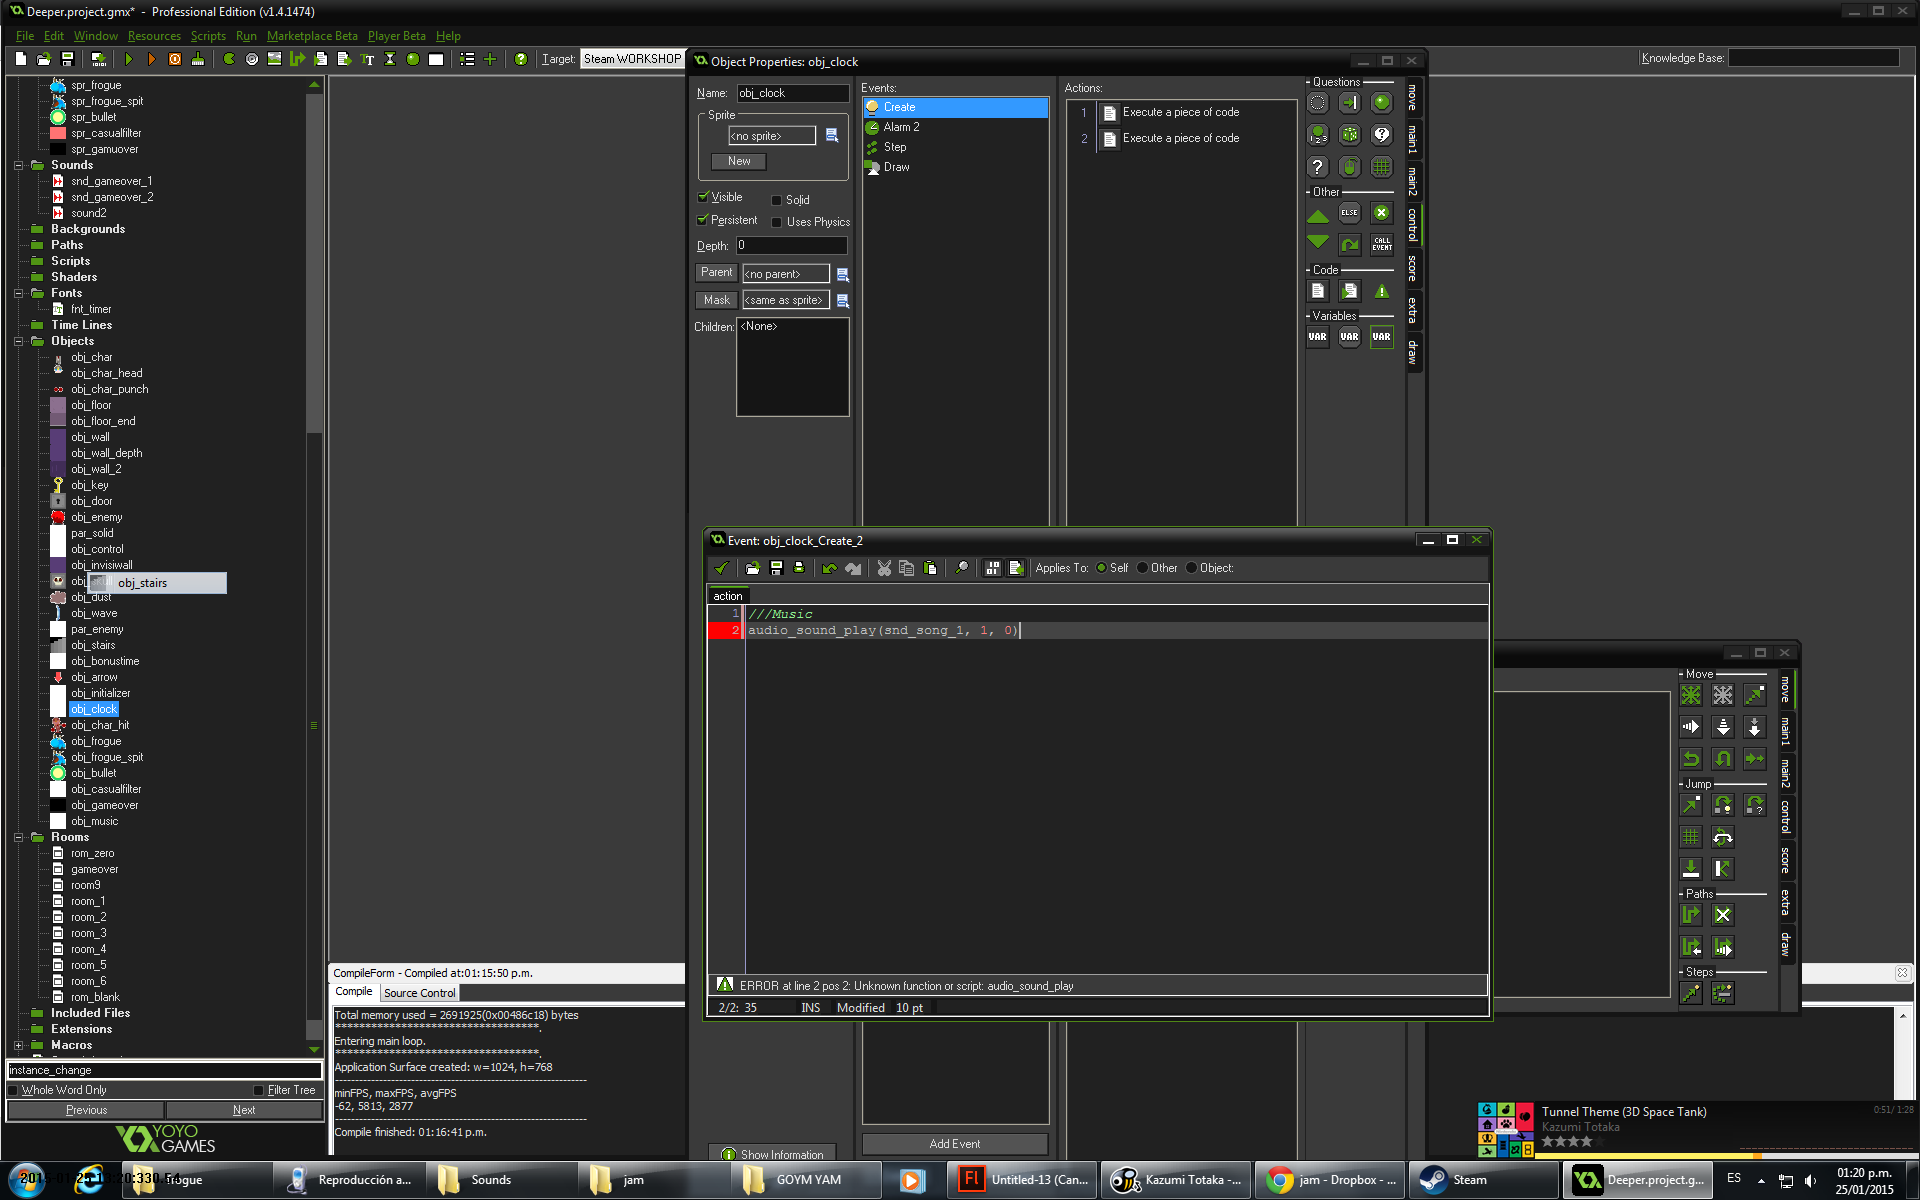 Deeper.project.gmx* - Professional Edition (v1.4.1474)
File Edit Window Resources Scripts Run Marketplace Beta Player Beta Help
Target: Steam WORKSHOP
Knowledge Base:
spr_frogue
spr_frogue_spit
spr_bullet
spr_casualfilter
spr_gamuover
Sounds
snd_gameover_1
snd_gameover_2
sound2
Backgrounds
Paths
Scripts
Shaders
Fonts
fnt_timer
Time Lines
Objects
obj_char
obj_char_head
obj_char_punch
obj_floor
obj_floor_end
obj_wall
obj_wall_depth
obj_wall_2
obj_key
obj_door
obj_enemy
par_solid
obj_control
obj_invisiwall
obj_stairs
obj_dust
obj_wave
par_enemy
obj_stairs
obj_bonustime
obj_arrow
obj_initializer
obj_clock
obj_char_hit
obj_frogue
obj_frogue_spit
obj_bullet
obj_casualfilter
obj_gameover
obj_music
Rooms
rom_zero
gameover
room9
room_1
room_2
room_3
room_4
room_5
room_6
rom_blank
Included Files
Extensions
Macros
instance_change
Whole Word Only Filter Tree
Previous Next
YOYO
GAMES
Object Properties: obj_clock
Name: obj_clock
Sprite
<no sprite>
New
Visible Solid
Persistent Uses Physics
Depth: 0
Parent <no parent>
Mask <same as sprite>
Children: <None>
Show Information
Events:
Create
Alarm 2
Step
Draw
Add Event
Actions:
1 Execute a piece of code
2 Execute a piece of code
Questions
Other
ELSE
CALL EVENT
Code
Variables
VAR VAR VAR
move
main1
main2
control
score
extra
draw
Event: obj_clock_Create_2
Applies To: Self Other Object:
action
1 ///Music
2 audio_sound_play(snd_song_1, 1, 0)
ERROR at line 2 pos 2: Unknown function or script: audio_sound_play
2/2: 35 INS Modified 10 pt
Move
Jump
Paths
Steps
move
main1
main2
control
score
extra
draw
CompileForm - Compiled at:01:15:50 p.m.
Compile Source Control
Total memory used = 2691925(0x00486c18) bytes
**********************************.
Entering main loop.
**********************************.
Application Surface created: w=1024, h=768
minFPS, maxFPS, avgFPS
-62, 5813, 2877
Compile finished: 01:16:41 p.m.
Tunnel Theme (3D Space Tank) 0:51/ 1:28
Kazumi Totaka
Reproducción a...
Sounds
jam
GOYM YAM
Untitled-13 (Can...
Kazumi Totaka -...
jam - Dropbox - ...
Steam
Deeper.project.g...
ES
01:20 p.m.
25/01/2015